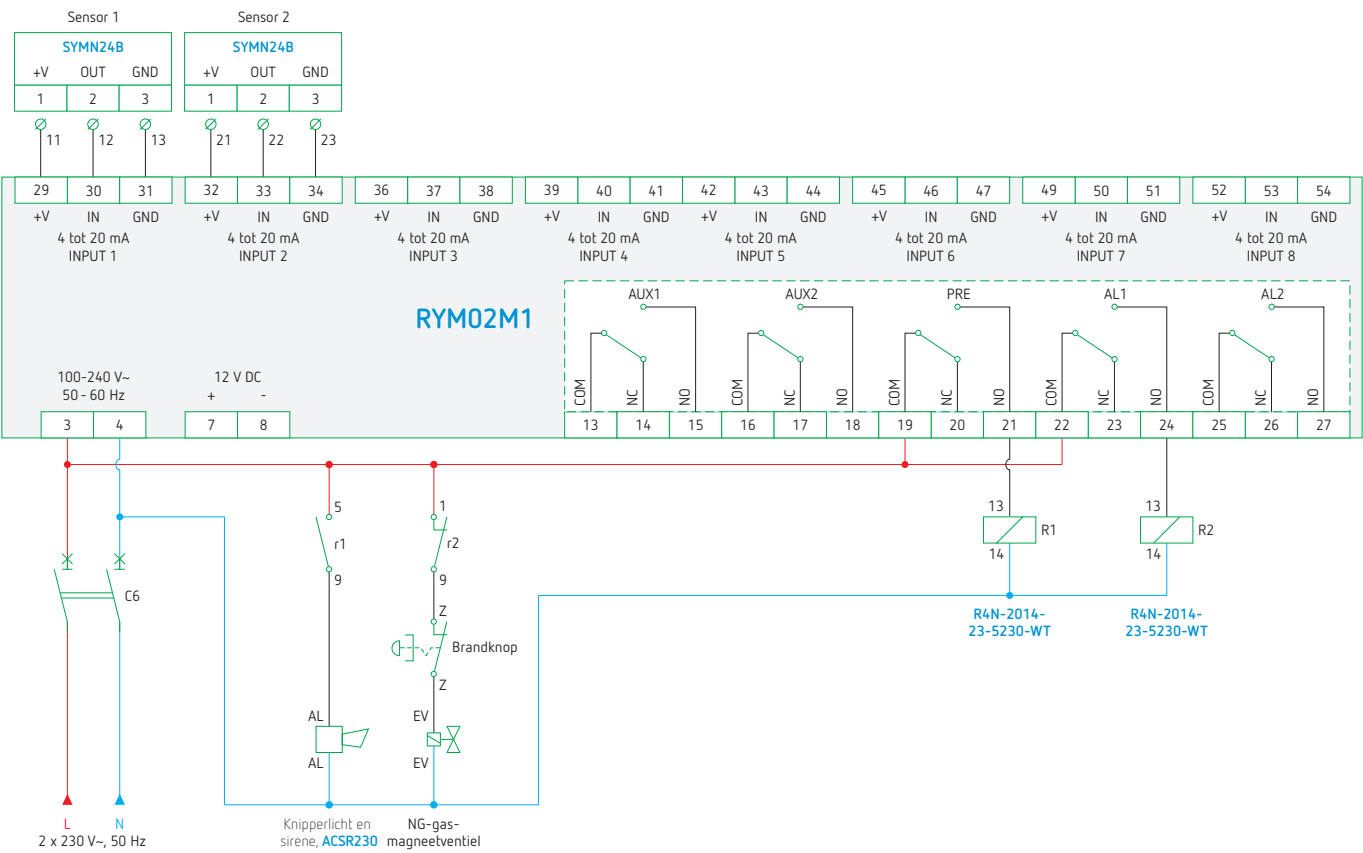 Sensor 1
Sensor 2
SYMN24B
SYMN24B
+V OUT GND
+V OUT GND
1 2 3
1 2 3
11 12 13
21 22 23
29 30 31
32 33 34
36 37 38
39 40 41
42 43 44
45 46 47
49 50 51
52 53 54
+V IN GND
+V IN GND
+V IN GND
+V IN GND
+V IN GND
+V IN GND
+V IN GND
+V IN GND
4 tot 20 mA
INPUT 1
4 tot 20 mA
INPUT 2
4 tot 20 mA
INPUT 3
4 tot 20 mA
INPUT 4
4 tot 20 mA
INPUT 5
4 tot 20 mA
INPUT 6
4 tot 20 mA
INPUT 7
4 tot 20 mA
INPUT 8
RYM02M1
AUX1
AUX2
PRE
AL1
AL2
COM NC NO
COM NC NO
COM NC NO
COM NC NO
COM NC NO
100-240 V~
50 - 60 Hz
12 V DC
+ -
3 4
7 8
13 14 15 16 17 18 19 20 21 22 23 24 25 26 27
5
r1
9
1
r2
9
Z
Brandknop
Z
C6
13
R1
14
13
R2
14
R4N-2014-
23-5230-WT
R4N-2014-
23-5230-WT
AL
AL
EV
EV
L N
2 x 230 V~, 50 Hz
Knipperlicht en
sirene, ACSR230
NG-gas-
magneetventiel